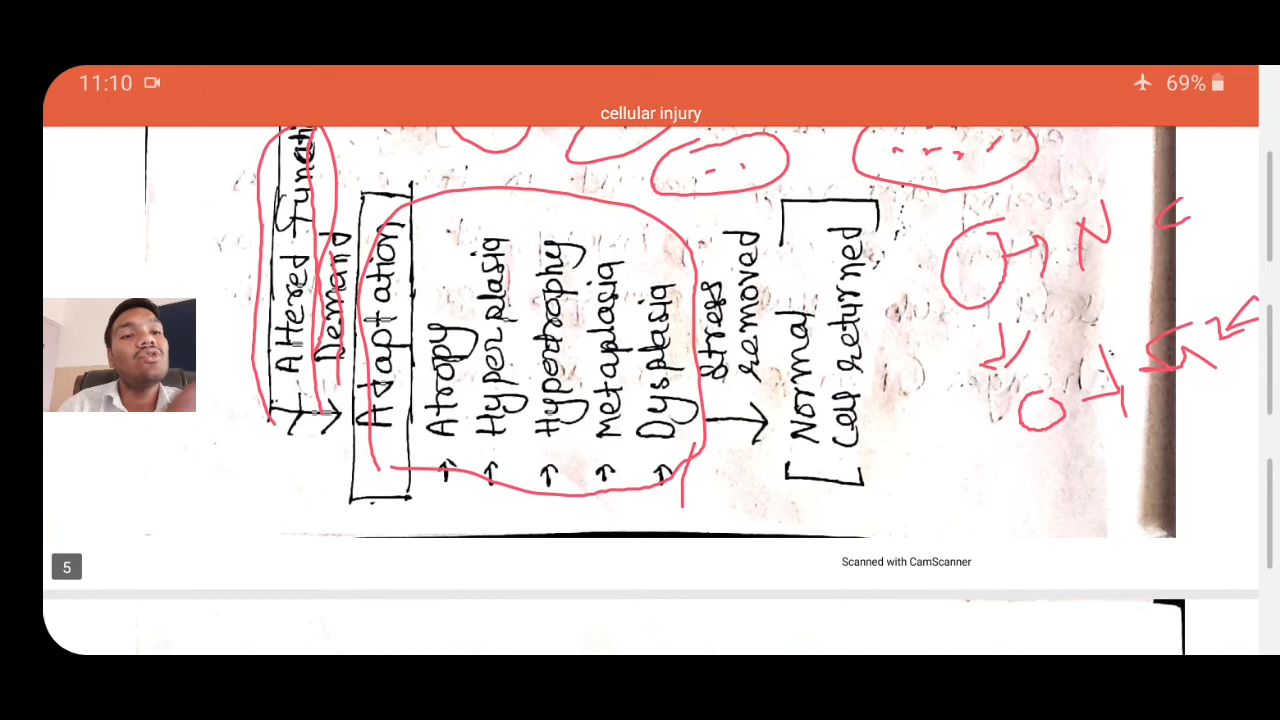 11:10
69%
cellular injury
Altered Functi
Demand
Adaptation
→ Atropy
→ Hyperplasia
→ Hypertrophy
→ Metaplasia
→ Dysplasia
Stress
removed
Normal
Cell returned
N C
5
Scanned with CamScanner